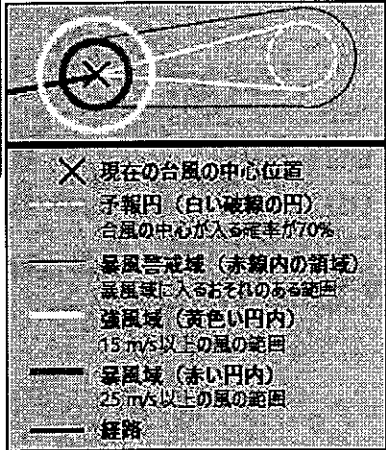 現在の台風の中心位置
予報円（白い破線の円）
台風の中心が入る確率が70%
暴風警戒域（赤線内の領域）
暴風域に入るおそれのある範囲
強風域（黄色い円内）
15 m/s以上の風の範囲
暴風域（赤い円内）
25 m/s以上の風の範囲
経路